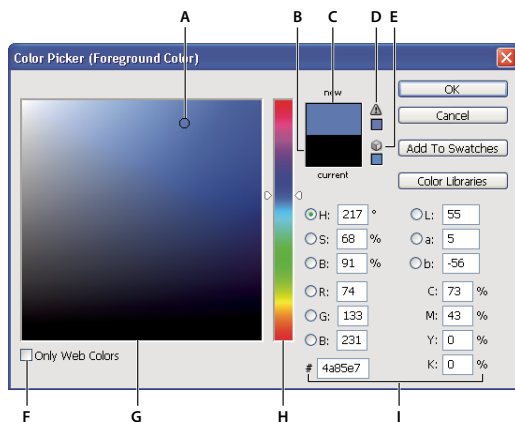 A B C D E
Color Picker (Foreground Color)
new
current
OK
Cancel
Add To Swatches
Color Libraries
H: 217 °
S: 68 %
B: 91 %
R: 74
G: 133
B: 231
# 4a85e7
L: 55
a: 5
b: -56
C: 73 %
M: 43 %
Y: 0 %
K: 0 %
Only Web Colors
F G H I